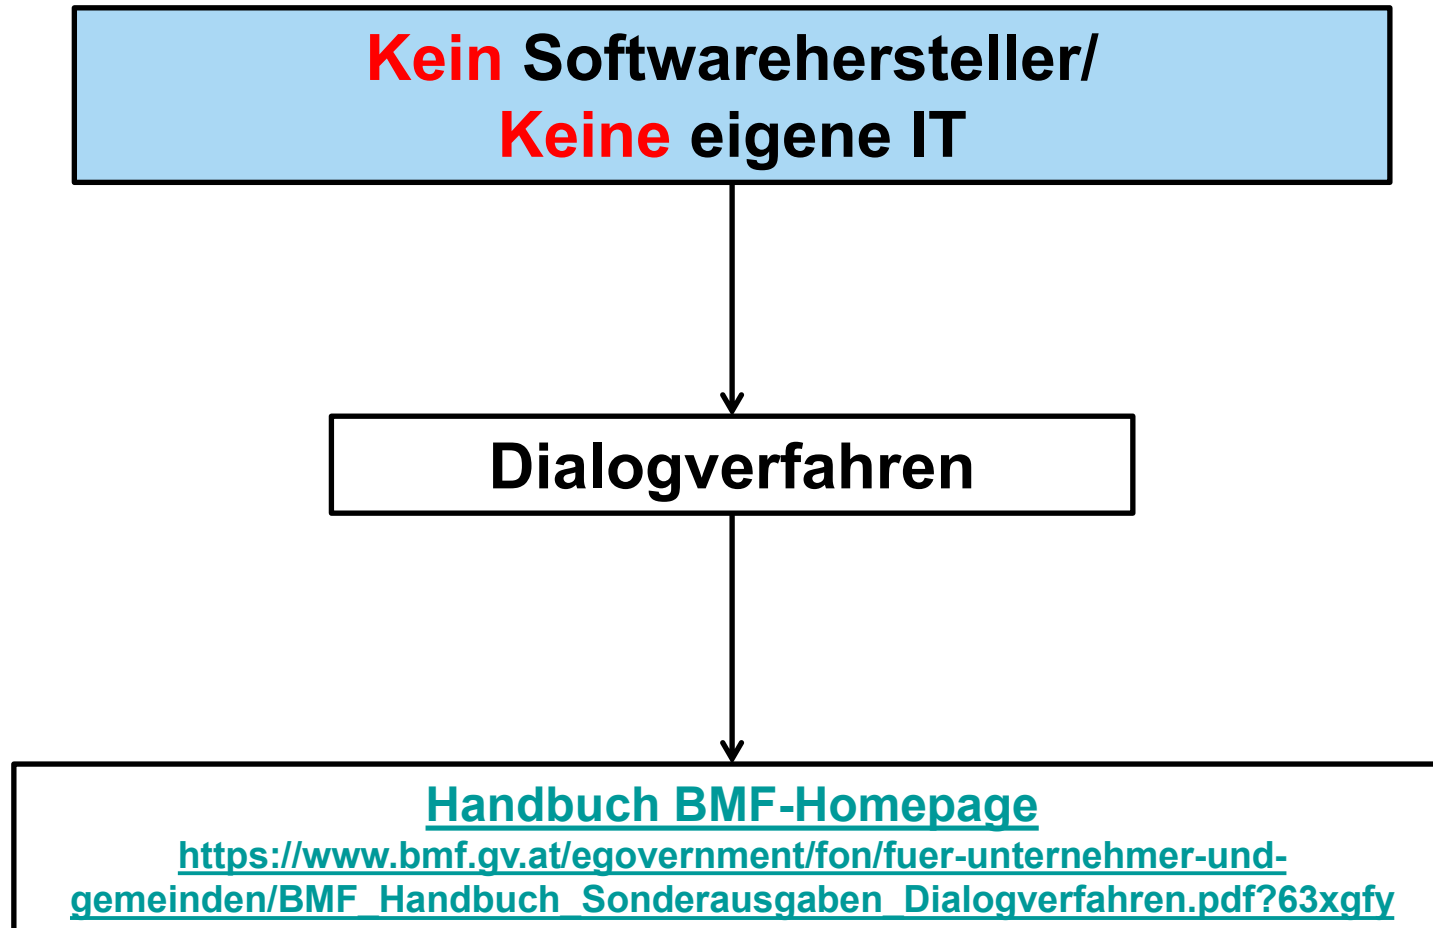 Kein Softwarehersteller/
Keine eigene IT
Dialogverfahren
Handbuch BMF-Homepage
https://www.bmf.gv.at/egovernment/fon/fuer-unternehmer-und-
gemeinden/BMF_Handbuch_Sonderausgaben_Dialogverfahren.pdf?63xgfy